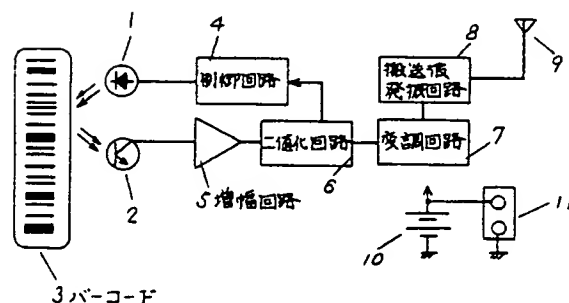 1
4
8
9
制御回路
搬送波
発振回路
二値化回路
変調回路
7
2
5 増幅回路
6
11
10
3 バーコード